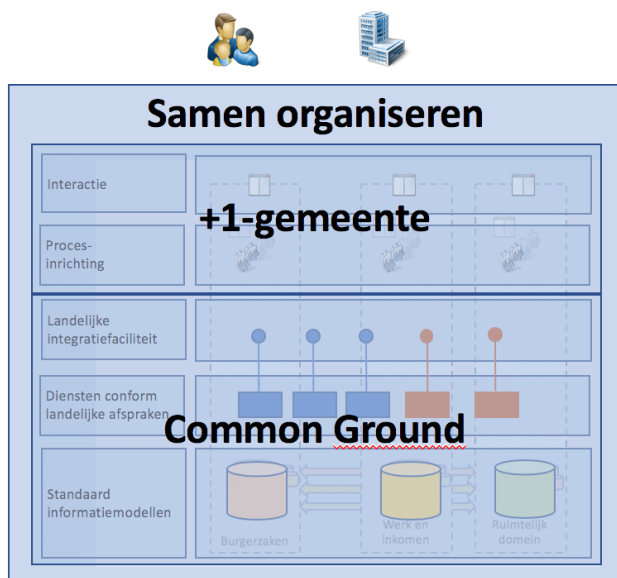 Samen organiseren
Interactie
+1-gemeente
Proces-
inrichting
Landelijke
integratiefaciliteit
Diensten conform
landelijke afspraken
Common Ground
Standaard
informatiemodellen
Burgerzaken
Werk en
inkomen
Ruimtelijk
domein